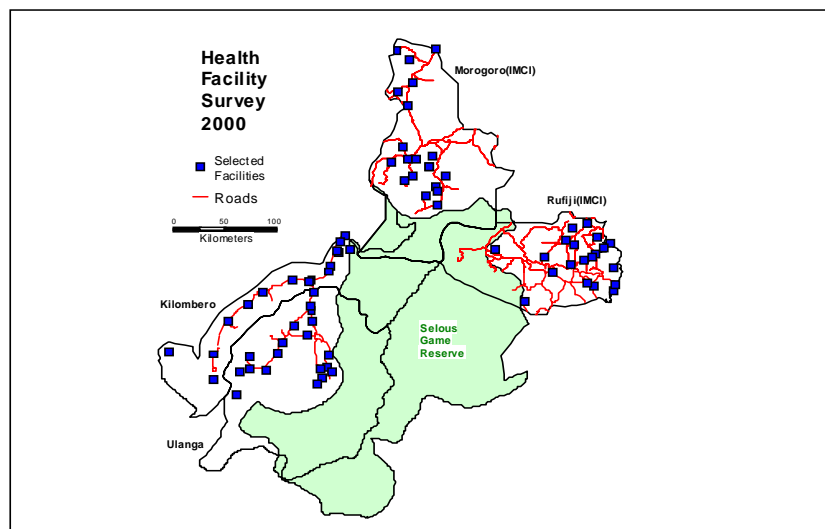 Health
Facility
Survey
2000
Selected
Facilities
Roads
0 50 100
Kilometers
Morogoro(IMCI)
Rufiji(IMCI)
Kilombero
Selous
Game
Reserve
Ulanga